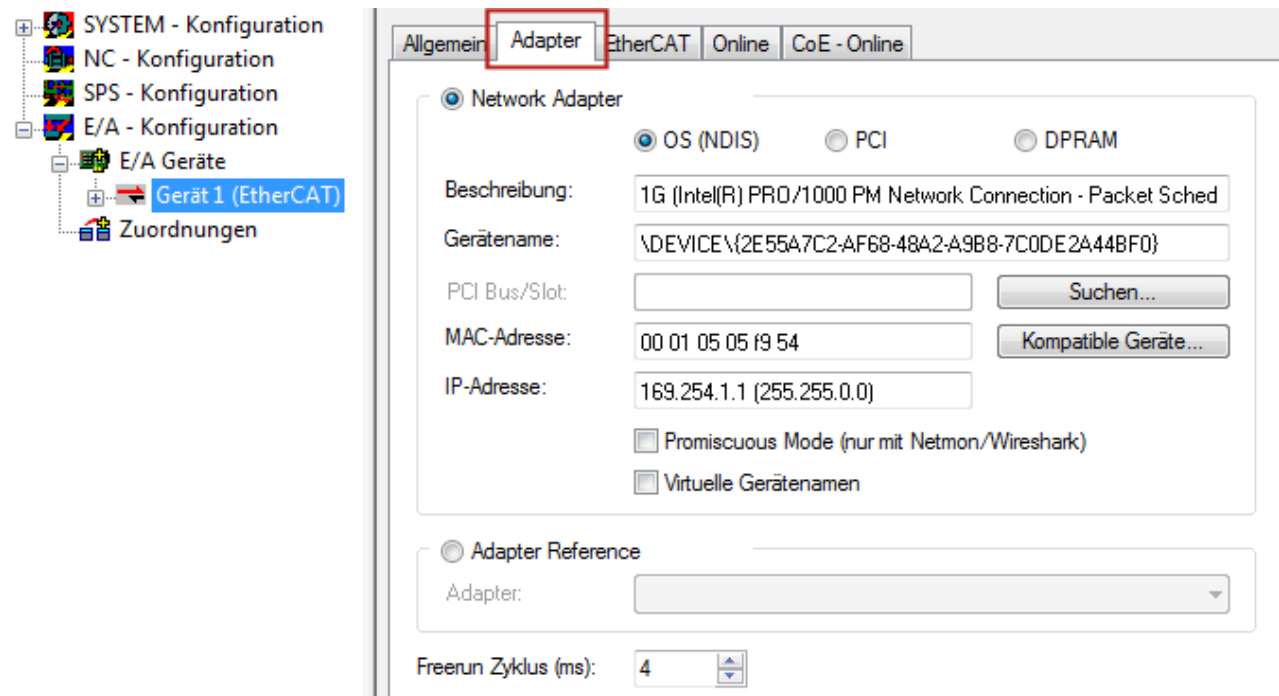 SYSTEM - Konfiguration
NC - Konfiguration
SPS - Konfiguration
E/A - Konfiguration
E/A Geräte
Gerät 1 (EtherCAT)
Zuordnungen
Allgemein Adapter EtherCAT Online CoE - Online
Network Adapter
OS (NDIS) PCI DPRAM
Beschreibung: 1G (Intel(R) PRO/1000 PM Network Connection - Packet Sched
Gerätename: \DEVICE\{2E55A7C2-AF68-48A2-A9B8-7C0DE2A44BF0}
PCI Bus/Slot: Suchen...
MAC-Adresse: 00 01 05 05 f9 54 Kompatible Geräte...
IP-Adresse: 169.254.1.1 (255.255.0.0)
Promiscuous Mode (nur mit Netmon/Wireshark)
Virtuelle Gerätenamen
Adapter Reference
Adapter:
Freerun Zyklus (ms): 4